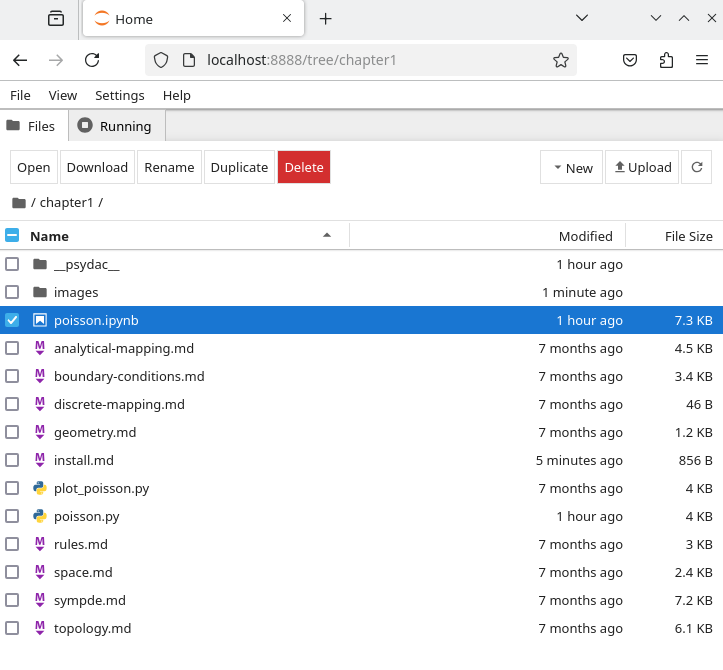 Home
localhost:8888/tree/chapter1
File View Settings Help
Files Running
Open Download Rename Duplicate Delete New Upload
/ chapter1 /
Name Modified File Size
__psydac__ 1 hour ago
images 1 minute ago
poisson.ipynb 1 hour ago 7.3 KB
analytical-mapping.md 7 months ago 4.5 KB
boundary-conditions.md 7 months ago 3.4 KB
discrete-mapping.md 7 months ago 46 B
geometry.md 7 months ago 1.2 KB
install.md 5 minutes ago 856 B
plot_poisson.py 7 months ago 4 KB
poisson.py 1 hour ago 4 KB
rules.md 7 months ago 3 KB
space.md 7 months ago 2.4 KB
sympde.md 7 months ago 7.2 KB
topology.md 7 months ago 6.1 KB